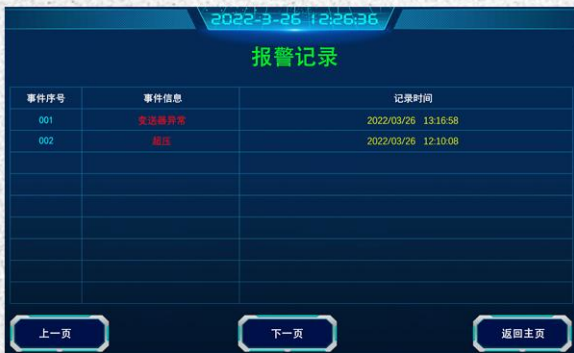 2022-3-26 12:26:36
报警记录
事件序号 事件信息 记录时间
001 变送器异常 2022/03/26 13:16:58
002 超压 2022/03/26 12:10:08
上一页 下一页 返回主页